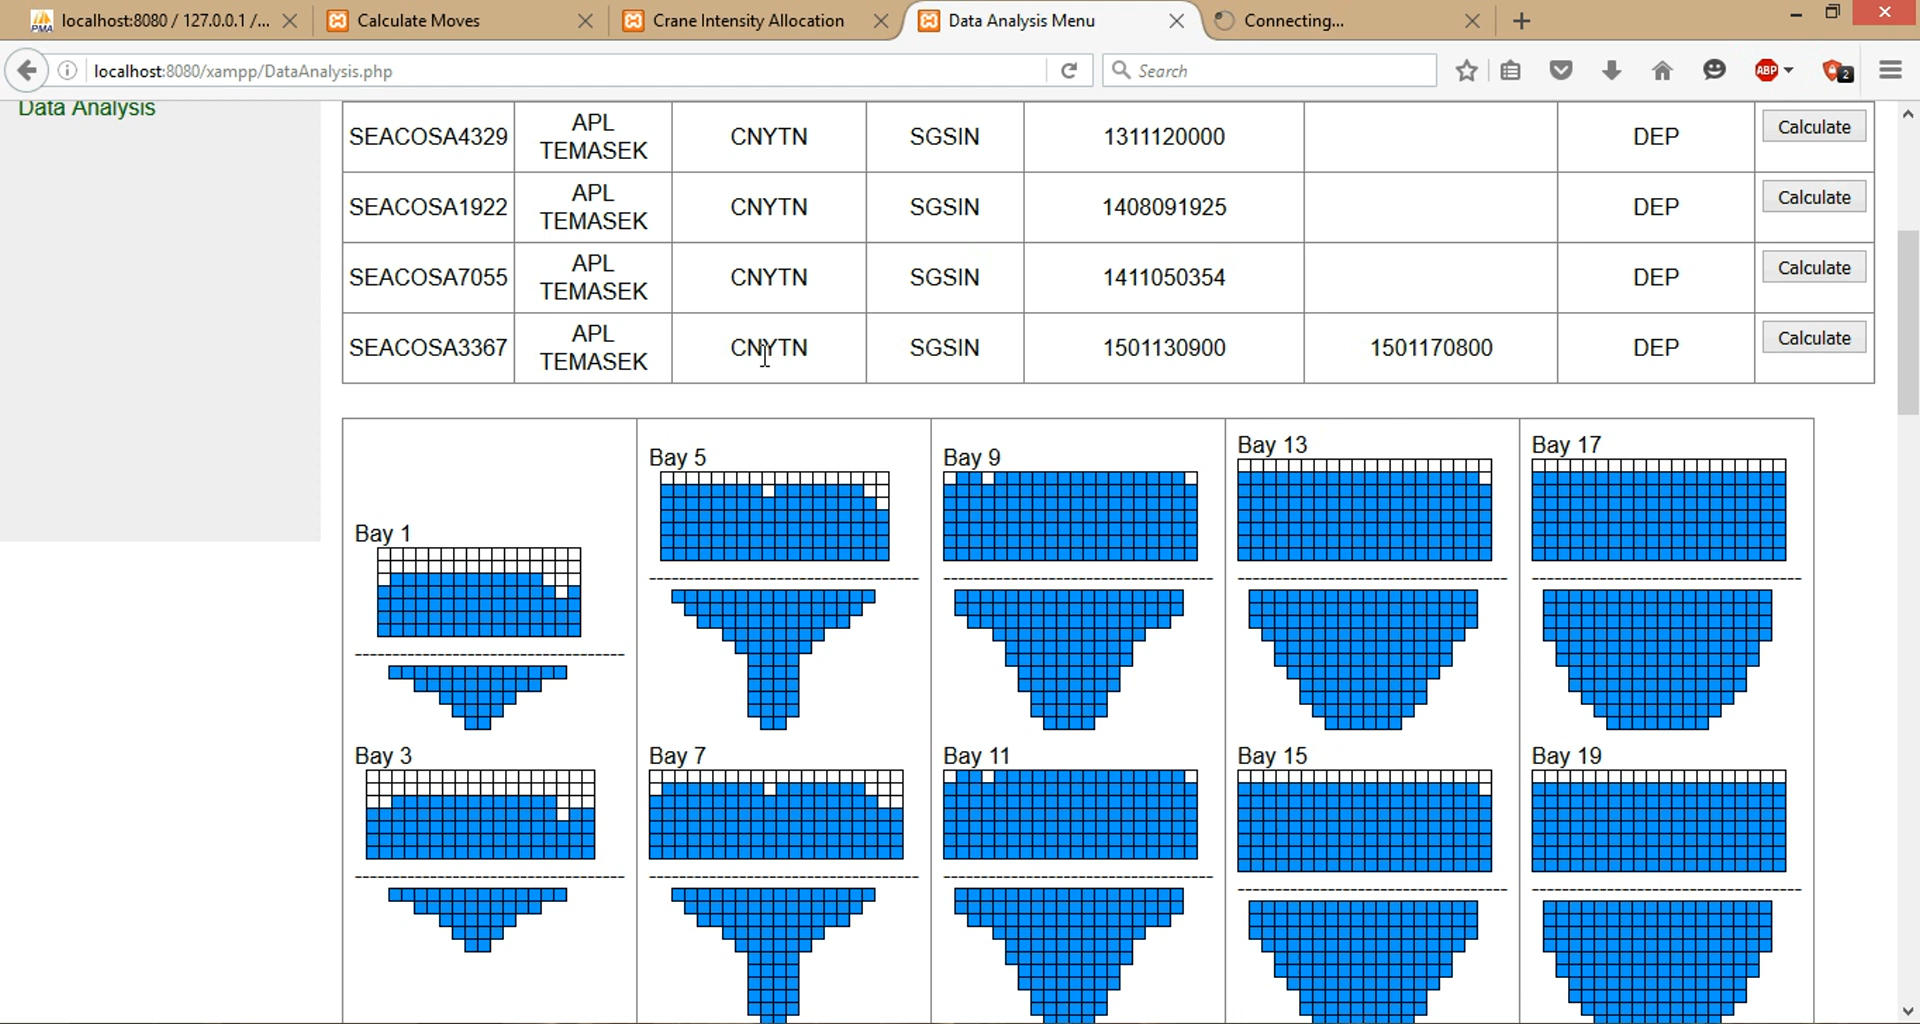 localhost:8080 / 127.0.0.1 /...
Calculate Moves
Crane Intensity Allocation
Data Analysis Menu
Connecting...
localhost:8080/xampp/DataAnalysis.php
Search
ABP
2
PMA
Data Analysis
SEACOSA4329 APL TEMASEK CNYTN SGSIN 1311120000 DEP Calculate
SEACOSA1922 APL TEMASEK CNYTN SGSIN 1408091925 DEP Calculate
SEACOSA7055 APL TEMASEK CNYTN SGSIN 1411050354 DEP Calculate
SEACOSA3367 APL TEMASEK CNYTN SGSIN 1501130900 1501170800 DEP Calculate
Bay 1
Bay 5
Bay 9
Bay 13
Bay 17
Bay 3
Bay 7
Bay 11
Bay 15
Bay 19